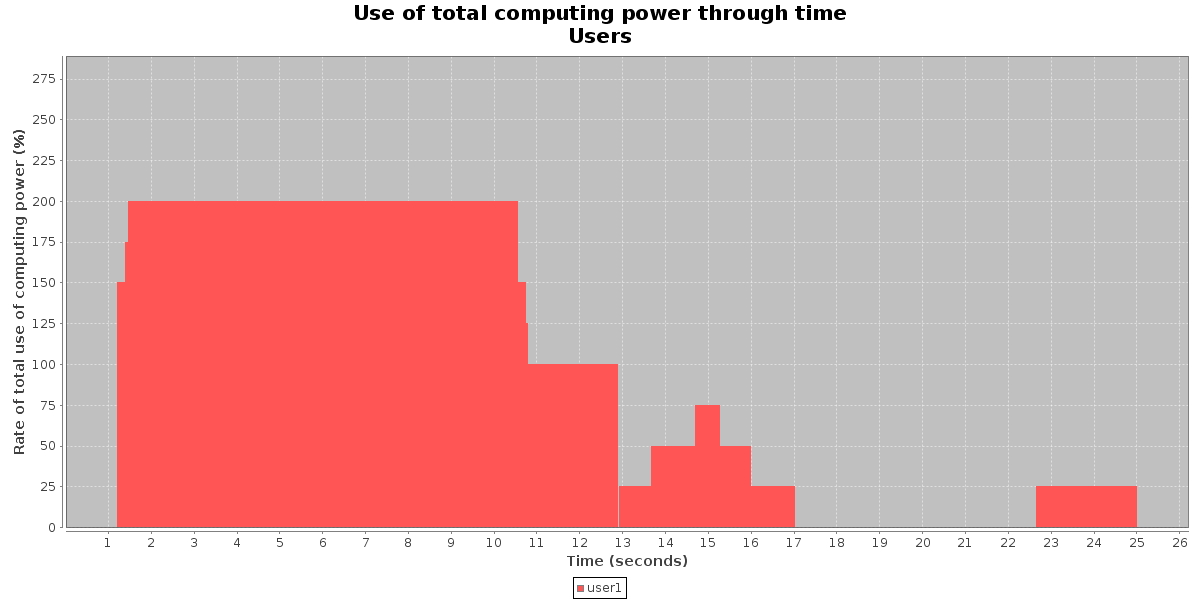 Use of total computing power through time
Users
Rate of total use of computing power (%)
275
250
225
200
175
150
125
100
75
50
25
0
1 2 3 4 5 6 7 8 9 10 11 12 13 14 15 16 17 18 19 20 21 22 23 24 25 26
Time (seconds)
user1